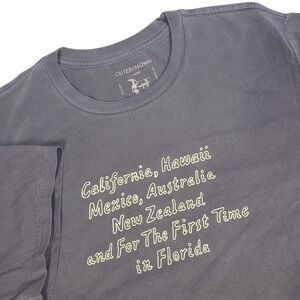 OUTERKNOWN
California, Hawaii
Mexico, Australia
New Zealand
and For The First Time
in Florida